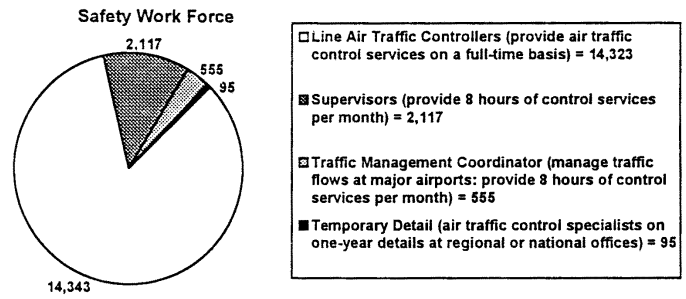 Safety Work Force
2,117
555
95
14,343
Line Air Traffic Controllers (provide air traffic
control services on a full-time basis) = 14,323
Supervisors (provide 8 hours of control services
per month) = 2,117
Traffic Management Coordinator (manage traffic
flows at major airports: provide 8 hours of control
services per month) = 555
Temporary Detail (air traffic control specialists on
one-year details at regional or national offices) = 95